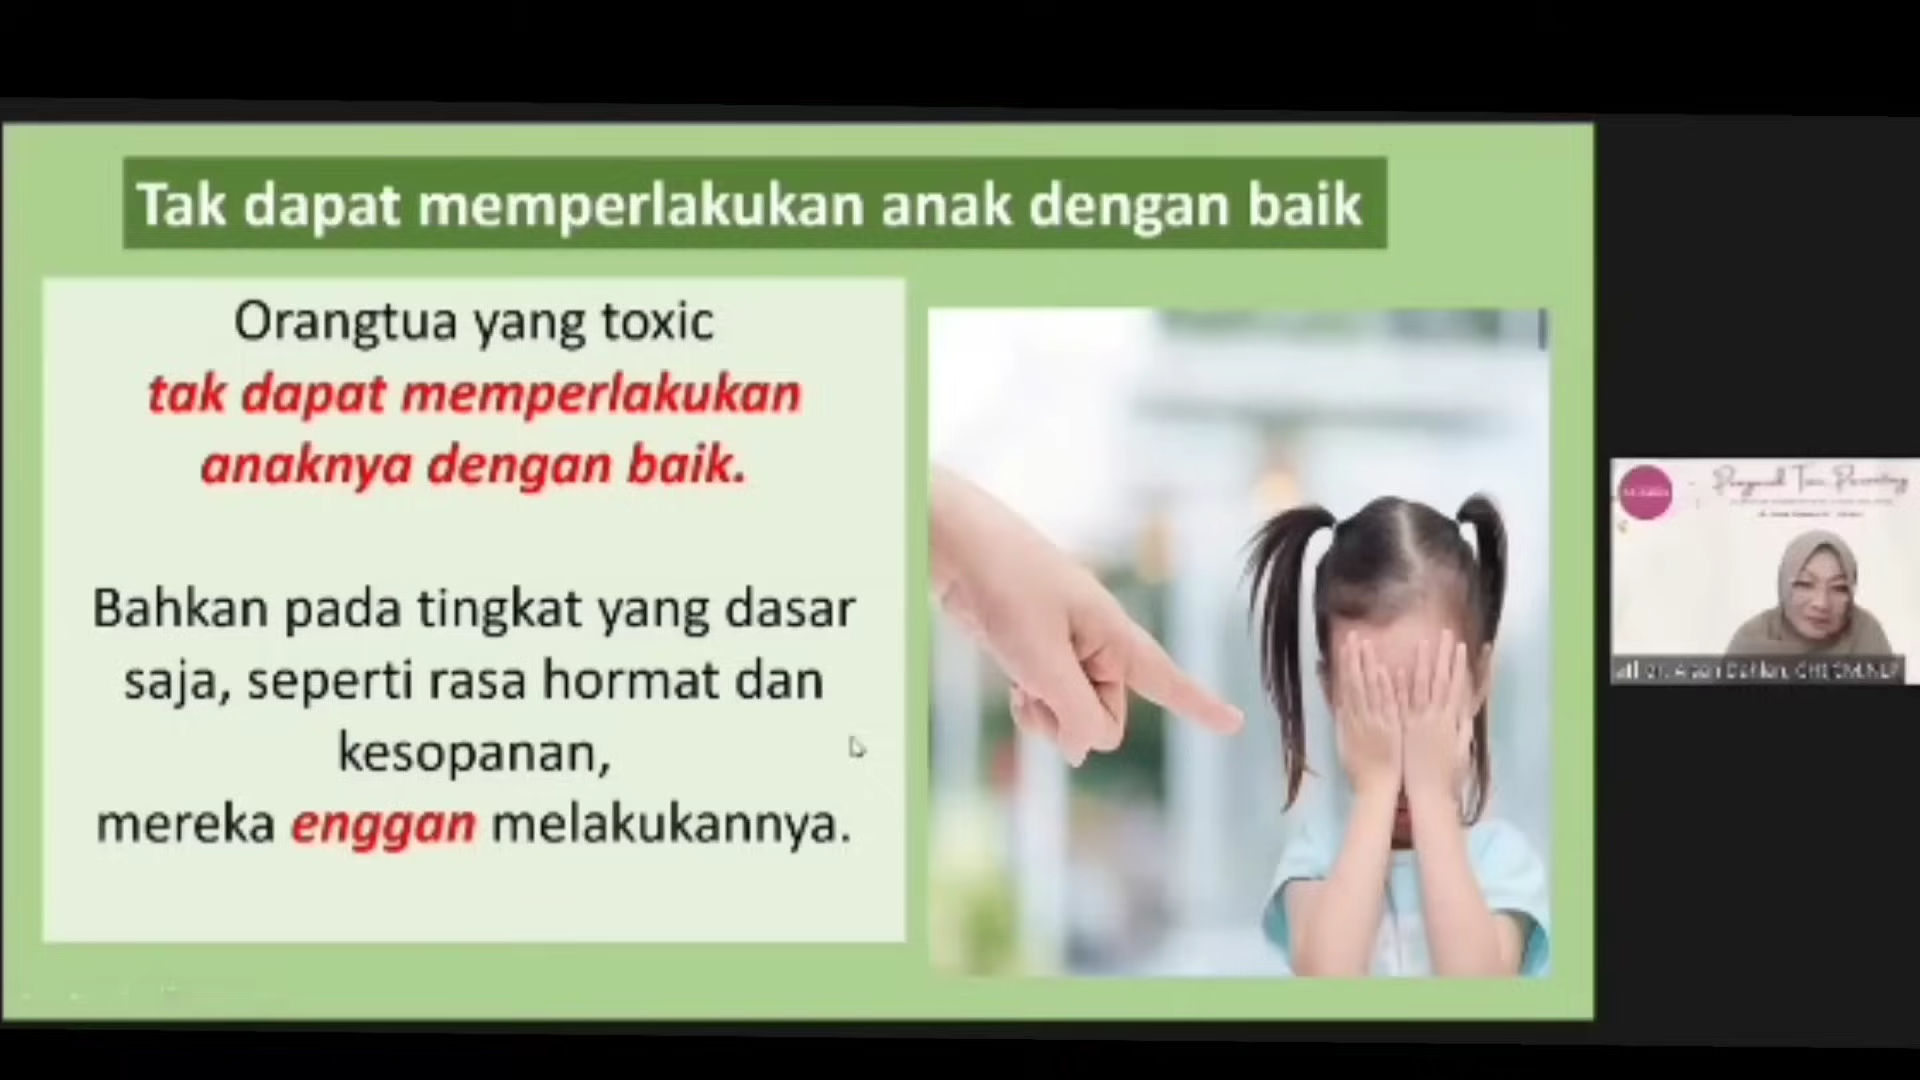 Tak dapat memperlakukan anak dengan baik
Orangtua yang toxic
tak dapat memperlakukan
anaknya dengan baik.
Bahkan pada tingkat yang dasar
saja, seperti rasa hormat dan
kesopanan,
mereka enggan melakukannya.
Dahlan,